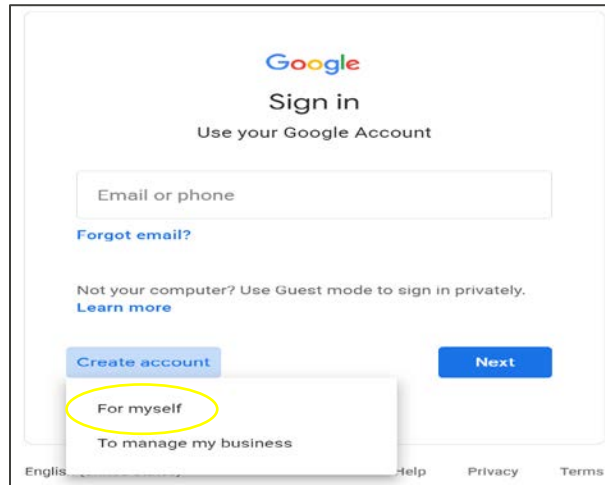 Google
Sign in
Use your Google Account
Email or phone
Forgot email?
Not your computer? Use Guest mode to sign in privately.
Learn more
Create account Next
For myself
To manage my business
Help Privacy Terms